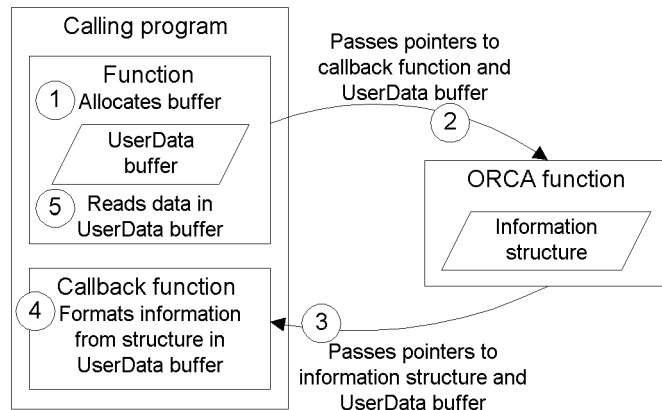 Calling program
Function
1
Allocates buffer
UserData
buffer
5
Reads data in
UserData buffer
Passes pointers to
callback function and
UserData buffer
2
ORCA function
Information
structure
Callback function
4
Formats information
from structure in
UserData buffer
3
Passes pointers to
information structure and
UserData buffer